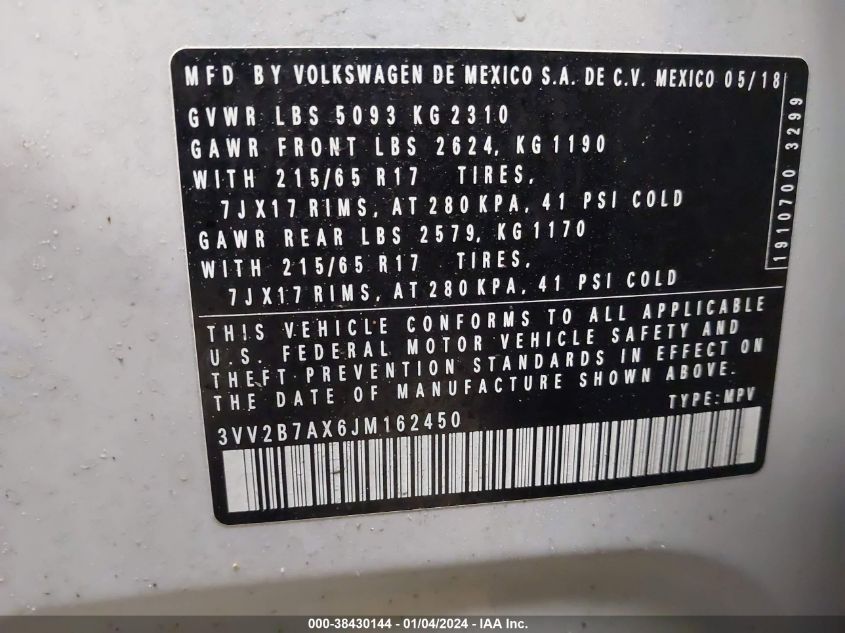 MFD BY VOLKSWAGEN DE MEXICO S.A. DE C.V. MEXICO 05/18
GVWR LBS 5093 KG 2310
GAWR FRONT LBS 2624, KG 1190
WITH 215/65 R17 TIRES,
7JX17 RIMS, AT 280 KPA, 41 PSI COLD
GAWR REAR LBS 2579, KG 1170
WITH 215/65 R17 TIRES,
7JX17 RIMS, AT 280 KPA, 41 PSI COLD
1910700 3299
THIS VEHICLE CONFORMS TO ALL APPLICABLE
U.S. FEDERAL MOTOR VEHICLE SAFETY AND
THEFT PREVENTION STANDARDS IN EFFECT ON
THE DATE OF MANUFACTURE SHOWN ABOVE.
TYPE: MPV
3VV2B7AX6JM162450
000-38430144 - 01/04/2024 - IAA Inc.